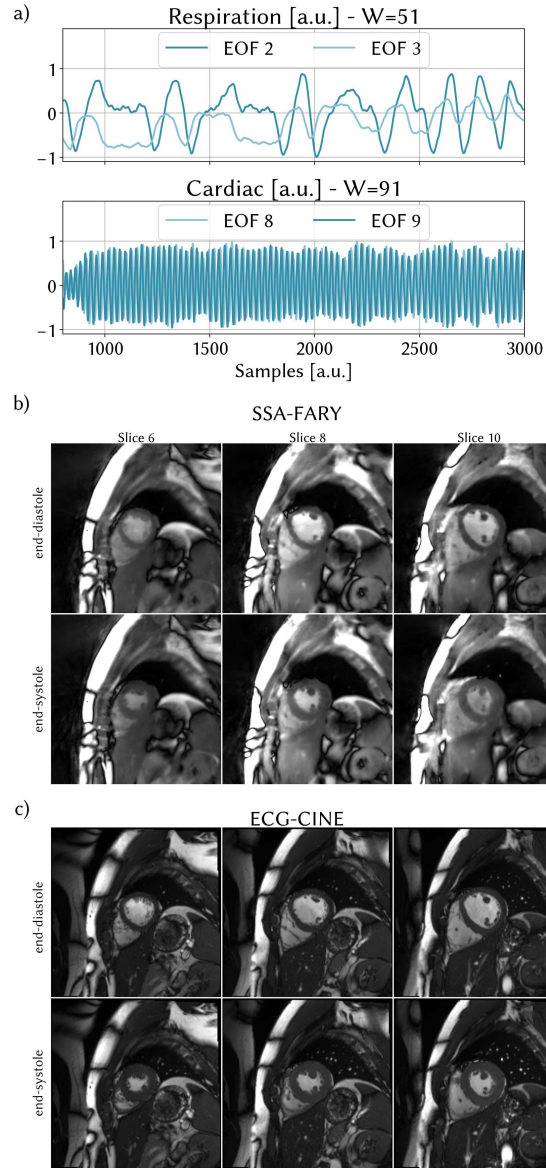 a)
Respiration [a.u.] - W=51
EOF 2
EOF 3
1
0
−1
Cardiac [a.u.] - W=91
EOF 8
EOF 9
1
0
−1
1000
1500
2000
2500
3000
Samples [a.u.]
b)
SSA-FARY
Slice 6
Slice 8
Slice 10
end-diastole
end-systole
c)
ECG-CINE
end-diastole
end-systole